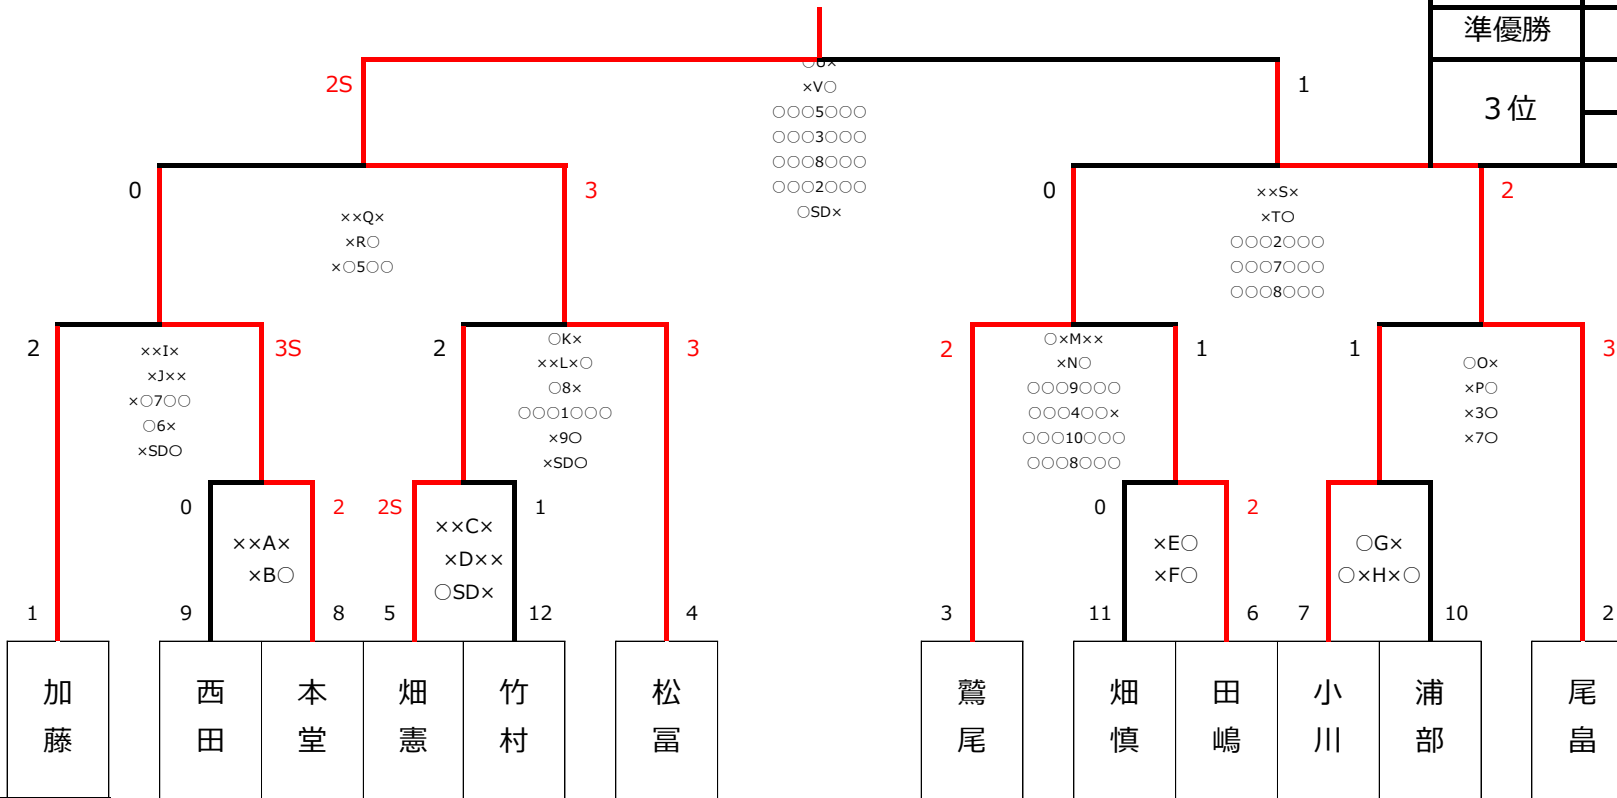 準優勝
3位
2S
1
○U×
×V○
○○○5○○○
○○○3○○○
○○○8○○○
○○○2○○○
○SD×
0
3
××Q×
×R○
×○5○○
0
2
××S×
×T○
○○○2○○○
○○○7○○○
○○○8○○○
2
3S
××I×
×J××
×○7○○
○6×
×SD○
2
3
○K×
××L×○
○8×
○○○1○○○
×9○
×SD○
2
1
○×M××
×N○
○○○9○○○
○○○4○○×
○○○10○○○
○○○8○○○
1
3
○O×
×P○
×3○
×7○
0
2
××A×
×B○
2S
1
××C×
×D××
○SD×
0
2
×E○
×F○
○G×
○×H×○
1
9
8
5
12
4
3
11
6
7
10
2
加藤
西田
本堂
畑憲
竹村
松冨
鷲尾
畑慎
田嶋
小川
浦部
尾畠